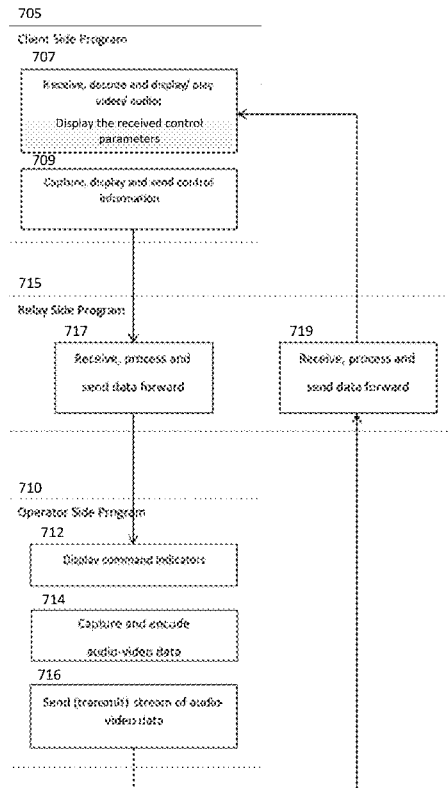 705
Client Side Program
707
Receive, decode and display/ play
video/ audio;
Display the received control
parameters
709
Capture, display and send control
information
715
Relay Side Program
717
Receive, process and
send data forward
719
Receive, process and
send data forward
710
Operator Side Program
712
Display command indicators
714
Capture and encode
audio-video data
716
Send (transmit) stream of audio-
video data